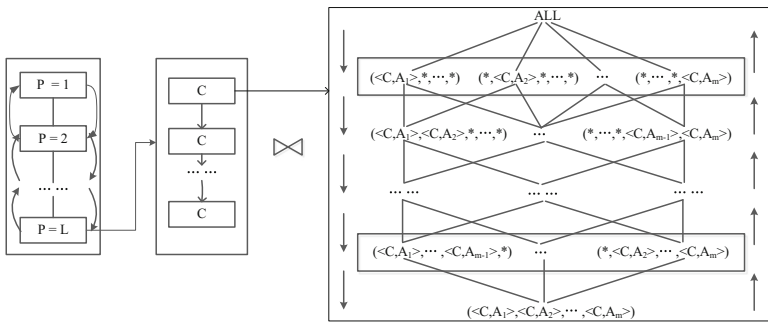 P = 1
P = 2
... ...
P = L
C
C
... ...
C
ALL
(<C,A₁>,*,…,*) (*,<C,A₂>,*,…,*) ... (*,…,*,<C,Aₘ>)
(<C,A₁>,<C,A₂>,*,…,*) ... (*,…,*,<C,Aₘ₋₁>,<C,Aₘ>)
... ... ... ... ... ...
(<C,A₁>,…,<C,Aₘ₋₁>,*) ... (*,<C,A₂>,…,<C,Aₘ>)
(<C,A₁>,<C,A₂>,…,<C,Aₘ>)